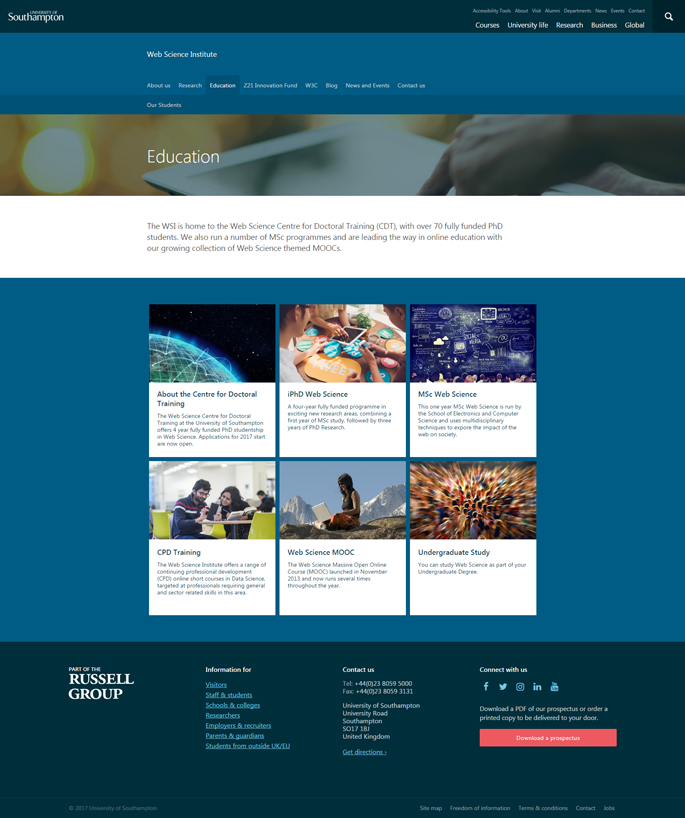 UNIVERSITY OF
Southampton
Accessibility Tools About Visit Alumni Departments News Events Contact
Courses University life Research Business Global
Web Science Institute
About us Research Education Z21 Innovation Fund W3C Blog News and Events Contact us
Our Students
Education
The WSI is home to the Web Science Centre for Doctoral Training (CDT), with over 70 fully funded PhD
students. We also run a number of MSc programmes and are leading the way in online education with
our growing collection of Web Science themed MOOCs.
SOCIAL
MEDIA
TWEET
About the Centre for Doctoral
Training
The Web Science Centre for Doctoral
Training at the University of Southampton
offers 4 year fully funded PhD studentship
in Web Science. Applications for 2017 start
are now open.
iPhD Web Science
A four-year fully funded programme in
exciting new research areas, combining a
first year of MSc study, followed by three
years of PhD Research.
MSc Web Science
This one year MSc Web Science is run by
the School of Electronics and Computer
Science and uses multidisciplinary
techniques to expore the impact of the
web on society.
CPD Training
The Web Science Institute offers a range of
continuing professional development
(CPD) online short courses in Data Science,
targeted at professionals requiring general
and sector related skills in this area.
Web Science MOOC
The Web Science Massive Open Online
Course (MOOC) launched in November
2013 and now runs several times
throughout the year.
Undergraduate Study
You can study Web Science as part of your
Undergraduate Degree.
PART OF THE
RUSSELL
GROUP
Information for
Visitors
Staff & students
Schools & colleges
Researchers
Employers & recruiters
Parents & guardians
Students from outside UK/EU
Contact us
Tel: +44(0)23 8059 5000
Fax: +44(0)23 8059 3131
University of Southampton
University Road
Southampton
SO17 1BJ
United Kingdom
Get directions ›
Connect with us
Download a PDF of our prospectus or order a
printed copy to be delivered to your door.
Download a prospectus
© 2017 University of Southampton
Site map Freedom of information Terms & conditions Contact Jobs